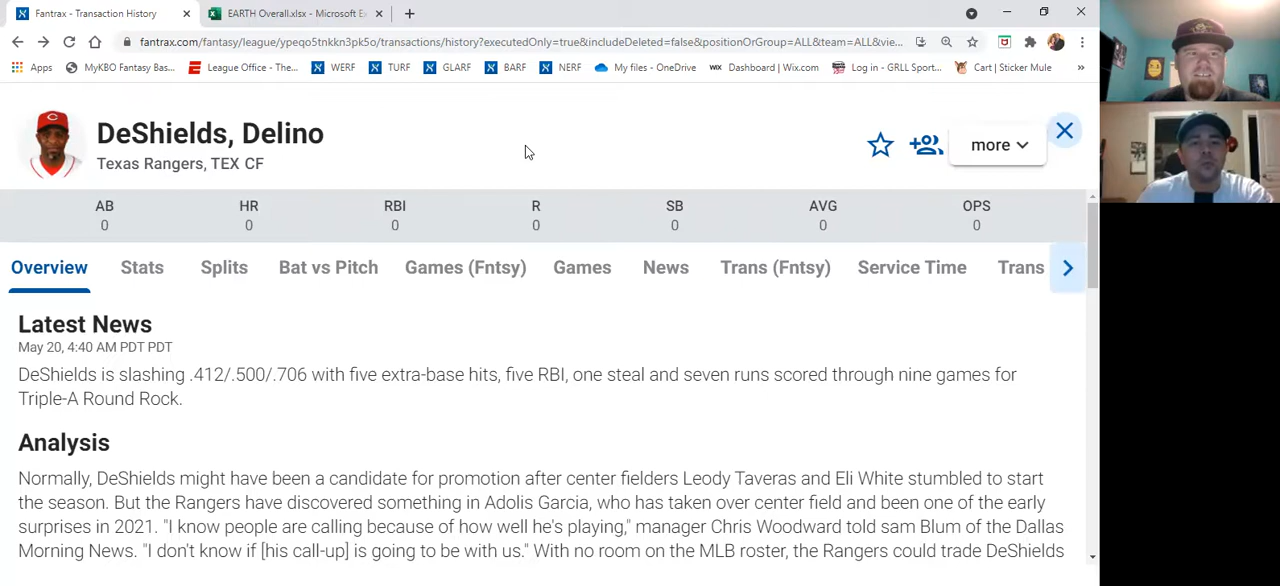 Fantrax - Transaction History
EARTH Overall.xlsx - Microsoft Ex
fantrax.com/fantasy/league/ypeqo5tnkkn3pk5o/transactions/history?executedOnly=true&includeDeleted=false&positionOrGroup=ALL&team=ALL&vie...
Apps
MyKBO Fantasy Bas...
League Office - The...
WERF
TURF
GLARF
BARF
NERF
My files - OneDrive
WIX
Dashboard | Wix.com
Log in - GRLL Sport...
Cart | Sticker Mule
»
DeShields, Delino
Texas Rangers, TEX CF
more
AB HR RBI R SB AVG OPS
0 0 0 0 0 0 0
Overview Stats Splits Bat vs Pitch Games (Fntsy) Games News Trans (Fntsy) Service Time Trans
Latest News
May 20, 4:40 AM PDT PDT
DeShields is slashing .412/.500/.706 with five extra-base hits, five RBI, one steal and seven runs scored through nine games for
Triple-A Round Rock.
Analysis
Normally, DeShields might have been a candidate for promotion after center fielders Leody Taveras and Eli White stumbled to start
the season. But the Rangers have discovered something in Adolis Garcia, who has taken over center field and been one of the early
surprises in 2021. "I know people are calling because of how well he's playing," manager Chris Woodward told sam Blum of the Dallas
Morning News. "I don't know if [his call-up] is going to be with us." With no room on the MLB roster, the Rangers could trade DeShields